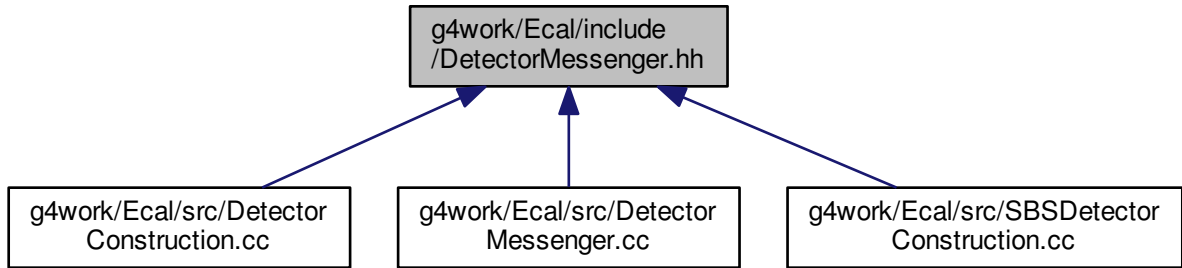 g4work/Ecal/include
/DetectorMessenger.hh
g4work/Ecal/src/Detector
Construction.cc
g4work/Ecal/src/Detector
Messenger.cc
g4work/Ecal/src/SBSDetector
Construction.cc